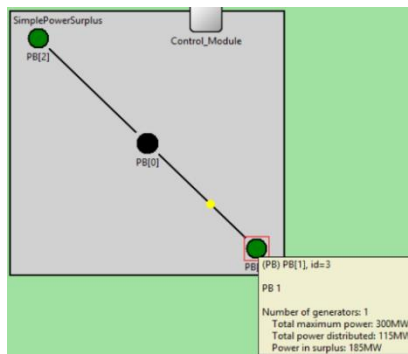 SimplePowerSurplus
PB[2]
Control_Module
PB[0]
(PB) PB[1], id=3
PB 1
Number of generators: 1
Total maximum power: 300MW
Total power distributed: 115MW
Power in surplus: 185MW